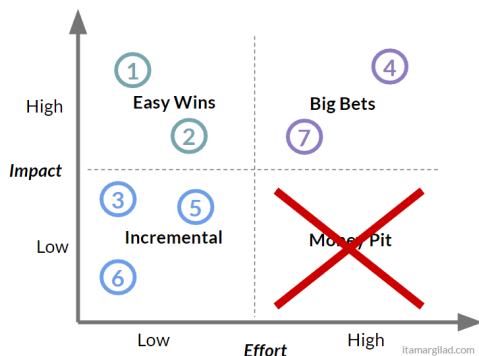 1
4
High
Easy Wins
Big Bets
2
7
Impact
3
5
Low
Incremental
Money Pit
6
Low
High
Effort
itamargilad.com